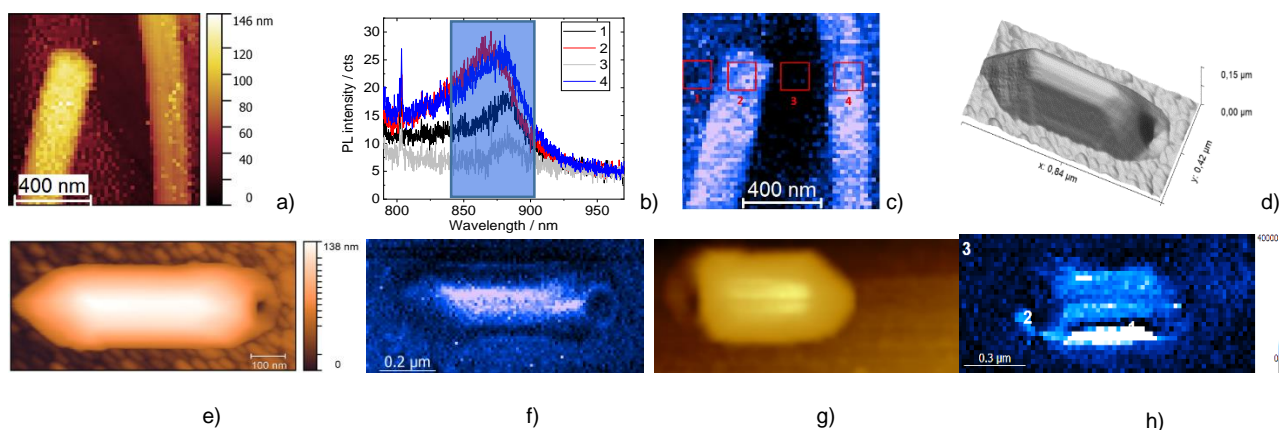 146 nm
120
100
80
60
40
20
0
400 nm
a)
PL intensity / cts
30
25
20
15
10
5
0
1
2
3
4
800
850
900
950
Wavelength / nm
b)
1
2
3
4
400 nm
c)
0,15 µm
0,00 µm
x: 0,84 µm
y: 0,42 µm
d)
138 nm
0
100 nm
e)
0.2 µm
f)
g)
3
2
1
0.3 µm
40000
0
h)